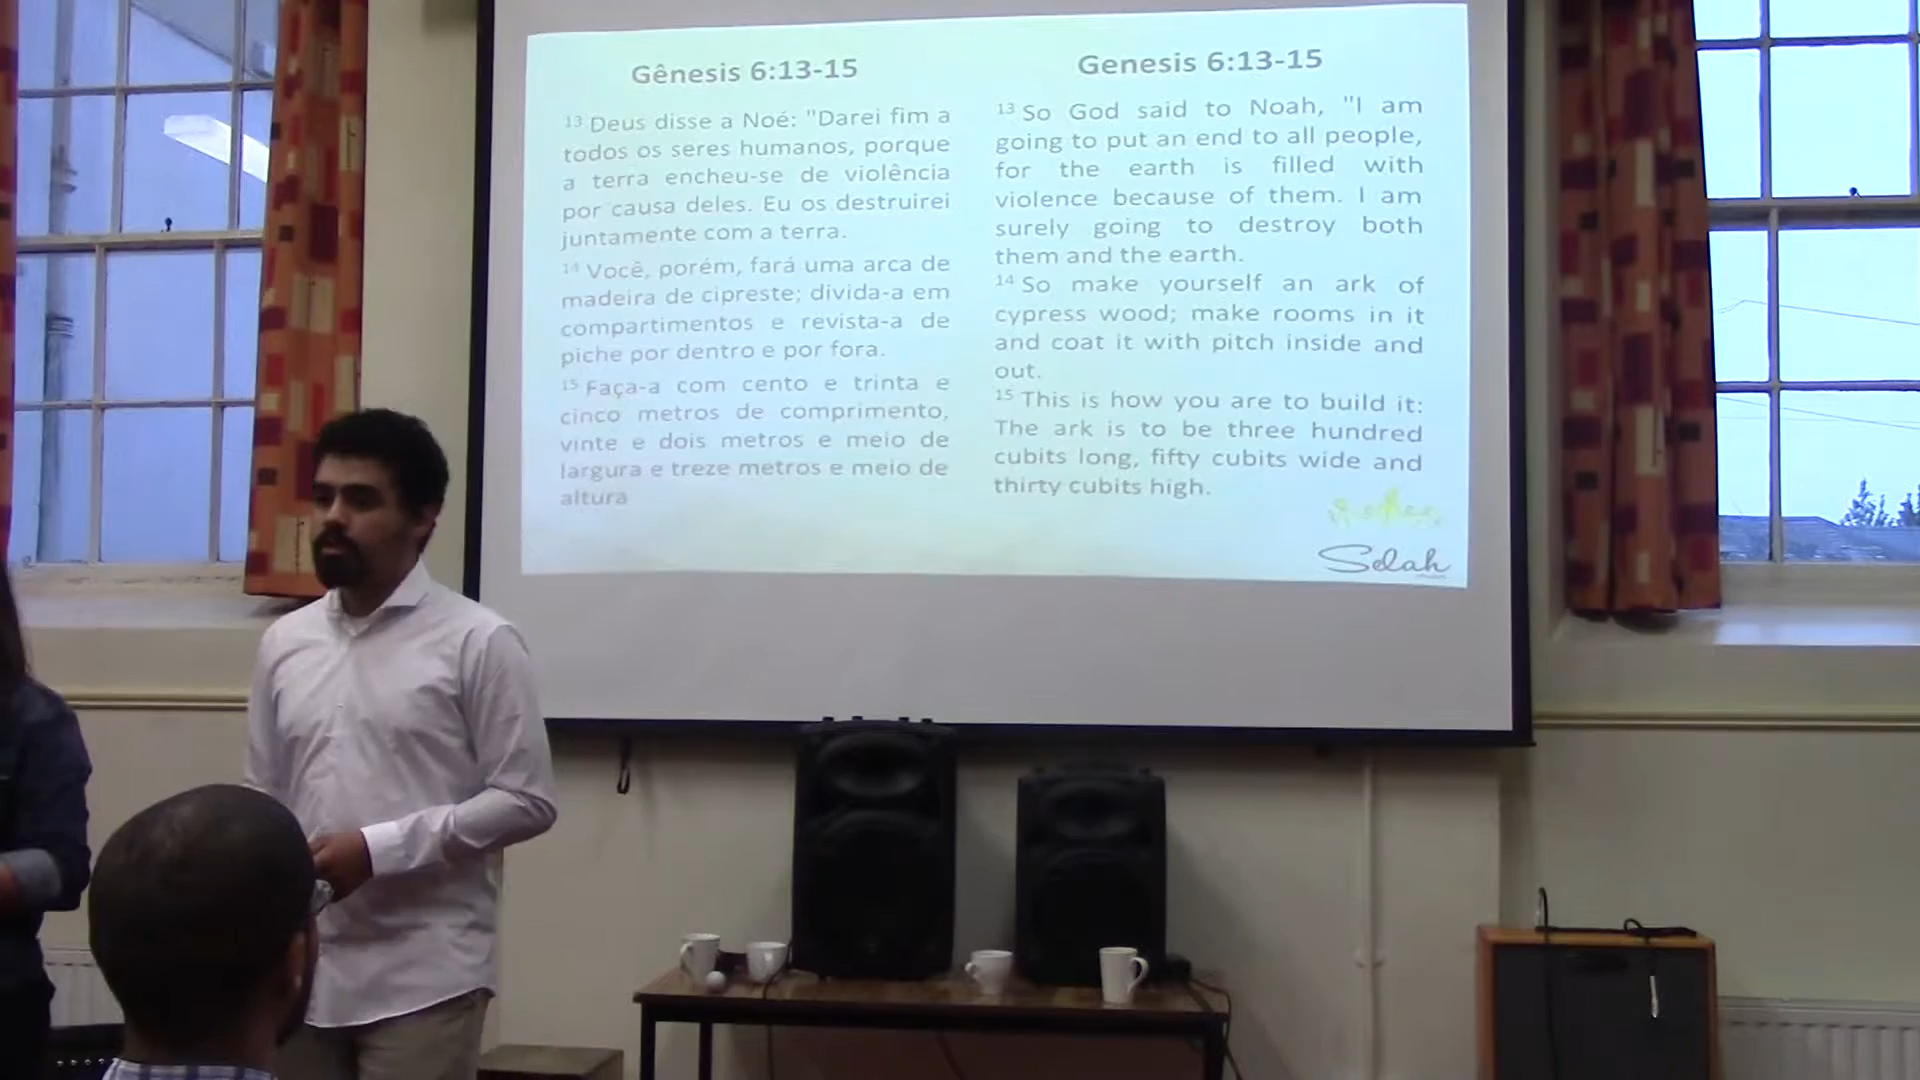 Gênesis 6:13-15
13 Deus disse a Noé: "Darei fim a
todos os seres humanos, porque
a terra encheu-se de violência
por causa deles. Eu os destruirei
juntamente com a terra.
14 Você, porém, fará uma arca de
madeira de cipreste; divida-a em
compartimentos e revista-a de
piche por dentro e por fora.
15 Faça-a com cento e trinta e
cinco metros de comprimento,
vinte e dois metros e meio de
largura e treze metros e meio de
altura
Genesis 6:13-15
13 So God said to Noah, "I am
going to put an end to all people,
for the earth is filled with
violence because of them. I am
surely going to destroy both
them and the earth.
14 So make yourself an ark of
cypress wood; make rooms in it
and coat it with pitch inside and
out.
15 This is how you are to build it:
The ark is to be three hundred
cubits long, fifty cubits wide and
thirty cubits high.
Selah